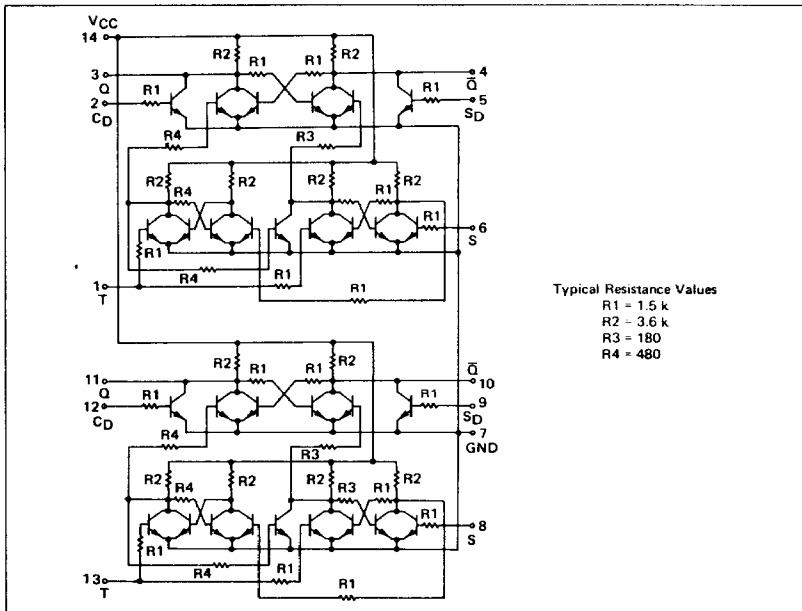 VCC
14
R2 R2
3 R1 R1 4
Q Q̄
R1 R1
2 5
CD SD
R4 R3
R2 R4 R2 R2 R1 R2
R1 6
S
R1
R4 R1
1 R1
T
Typical Resistance Values
R1 = 1.5 k
R2 = 3.6 k
R3 = 180
R4 = 480
R2 R2
11 R1 R1 Q̄
Q 10
R1 R1 9
12 SD
CD 7
R4 R3 GND
R2 R4 R2 R2 R3 R1 R2
R1 8
S
R1
R4 R1
13 R1
T